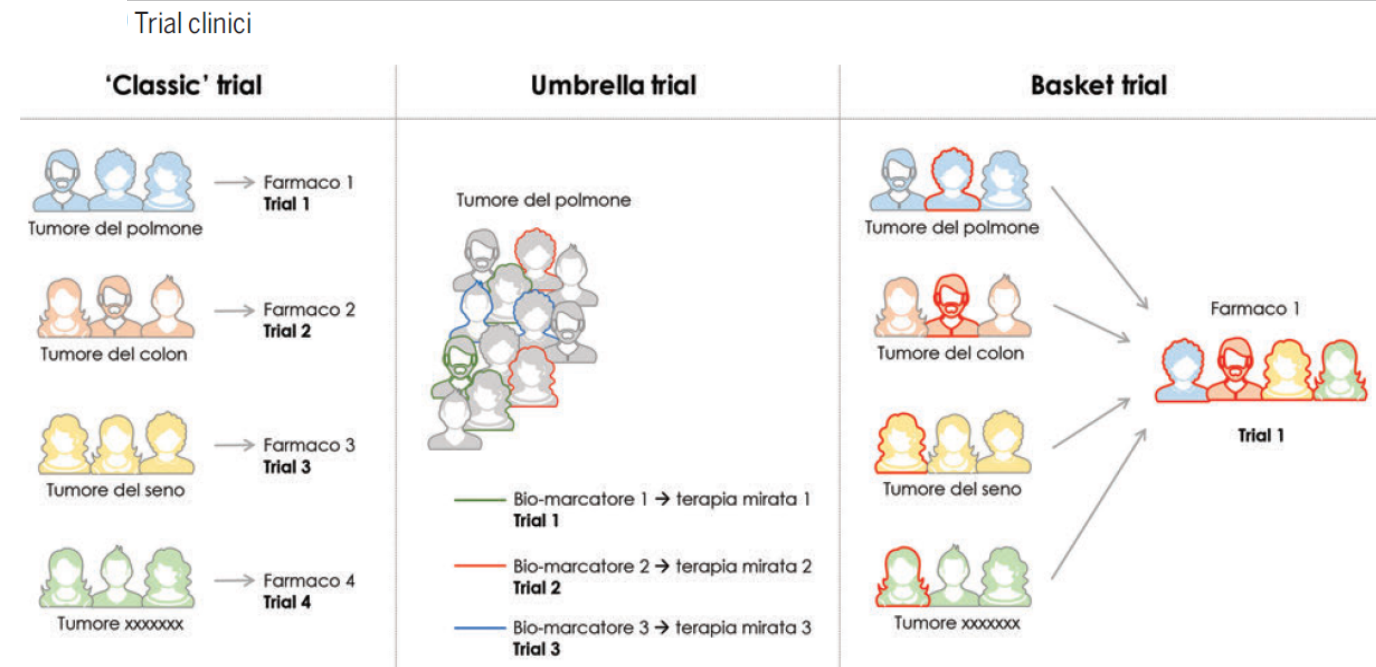 Trial clinici
‘Classic’ trial
Farmaco 1
Trial 1
Tumore del polmone
Farmaco 2
Trial 2
Tumore del colon
Farmaco 3
Trial 3
Tumore del seno
Farmaco 4
Trial 4
Tumore xxxxxxx
Umbrella trial
Tumore del polmone
Bio-marcatore 1 → terapia mirata 1
Trial 1
Bio-marcatore 2 → terapia mirata 2
Trial 2
Bio-marcatore 3 → terapia mirata 3
Trial 3
Basket trial
Tumore del polmone
Tumore del colon
Tumore del seno
Tumore xxxxxxx
Farmaco 1
Trial 1